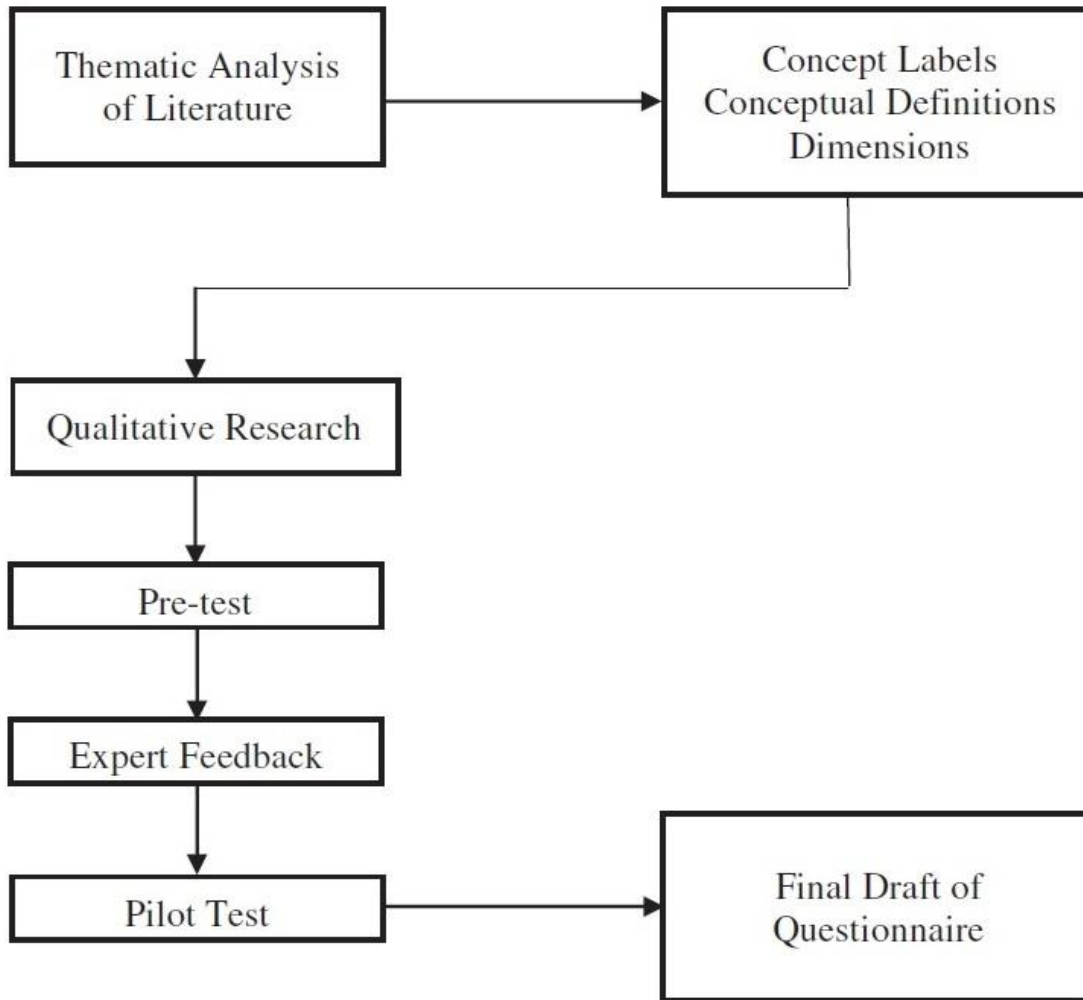 Thematic Analysis
of Literature
Concept Labels
Conceptual Definitions
Dimensions
Qualitative Research
Pre-test
Expert Feedback
Pilot Test
Final Draft of
Questionnaire